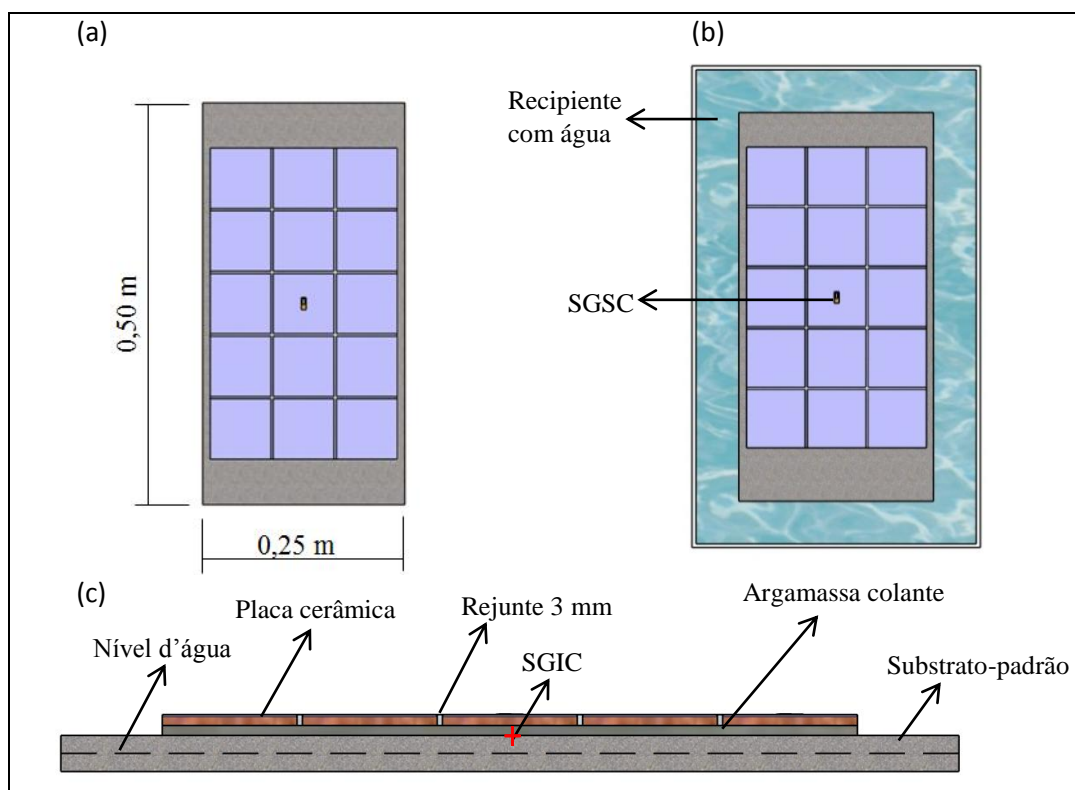 (a)
(b)
Recipiente
com água
0,50 m
SGSC
0,25 m
(c)
Placa cerâmica
Rejunte 3 mm
Argamassa colante
Nível d’água
SGIC
Substrato-padrão